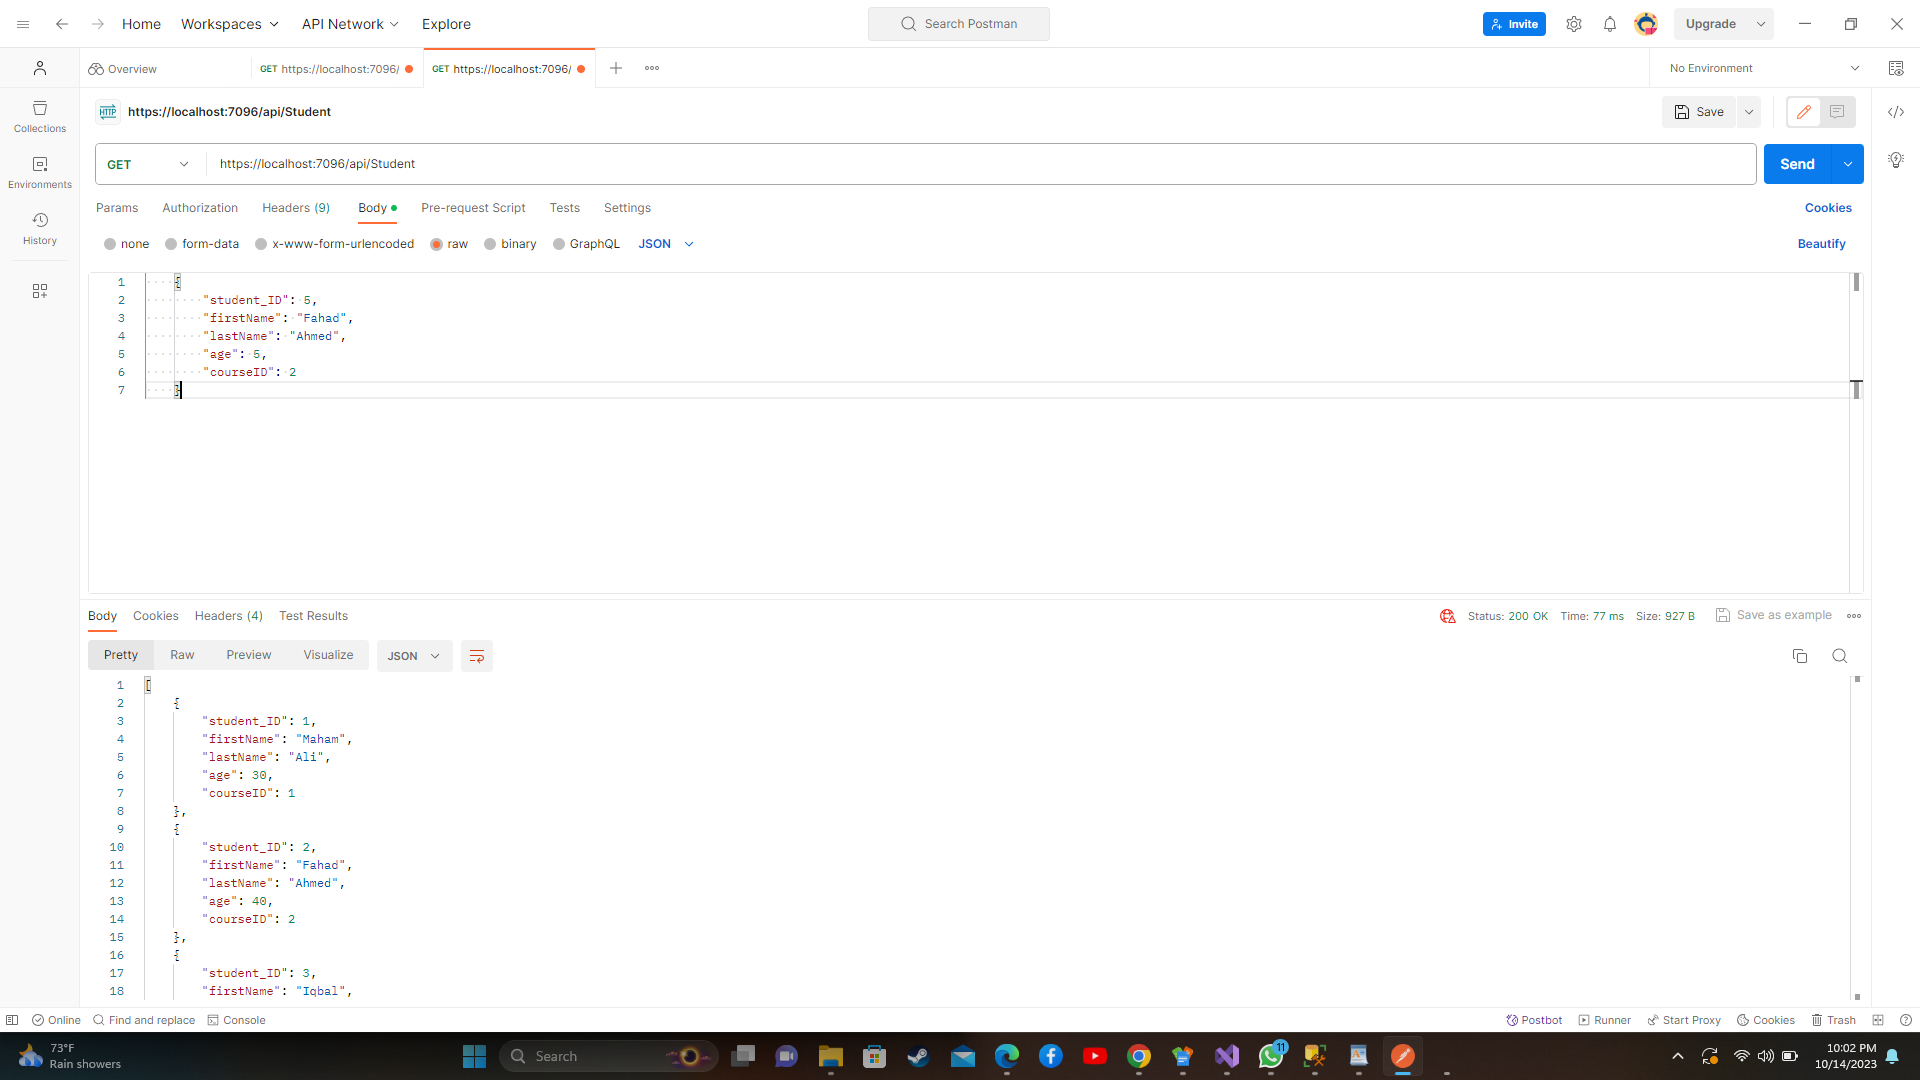 Home Workspaces API Network Explore Search Postman Invite Upgrade
Overview GET https://localhost:7096/ GET https://localhost:7096/ No Environment
HTTP https://localhost:7096/api/Student Save
Collections
GET https://localhost:7096/api/Student Send
Environments
Params Authorization Headers (9) Body Pre-request Script Tests Settings Cookies
History
none form-data x-www-form-urlencoded raw binary GraphQL JSON Beautify
1 {
2 "student_ID": 5,
3 "firstName": "Fahad",
4 "lastName": "Ahmed",
5 "age": 5,
6 "courseID": 2
7 }
Body Cookies Headers (4) Test Results Status: 200 OK Time: 77 ms Size: 927 B Save as example
Pretty Raw Preview Visualize JSON
1 [
2 {
3 "student_ID": 1,
4 "firstName": "Maham",
5 "lastName": "Ali",
6 "age": 30,
7 "courseID": 1
8 },
9 {
10 "student_ID": 2,
11 "firstName": "Fahad",
12 "lastName": "Ahmed",
13 "age": 40,
14 "courseID": 2
15 },
16 {
17 "student_ID": 3,
18 "firstName": "Iqbal",
Online Find and replace Console Postbot Runner Start Proxy Cookies Trash
73°F
Rain showers
Search
11
10:02 PM
10/14/2023